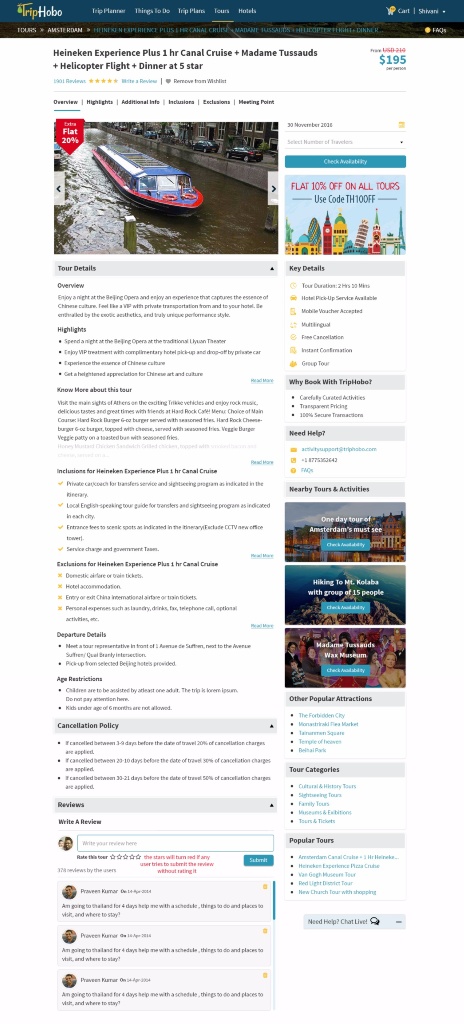 TripHobo
Trip Planner Things To Do Trip Plans Tours Hotels
Cart | Shivani
TOURS » AMSTERDAM » HEINEKEN EXPERIENCE PLUS 1 HR CANAL CRUISE + MADAME TUSSAUDS + HELICOPTER FLIGHT + DINNER...
FAQs
Heineken Experience Plus 1 hr Canal Cruise + Madame Tussauds
+ Helicopter Flight + Dinner at 5 star
From USD 210
$195
per person
1001 Reviews Write a Review | Remove from Wishlist
Overview | Highlights | Additional Info | Inclusions | Exclusions | Meeting Point
Extra
Flat
20%
30 November 2016
Select Number of Travelers
Check Availability
FLAT 10% OFF ON ALL TOURS
Use Code TH10OFF
Tour Details
Overview
Enjoy a night at the Beijing Opera and enjoy an experience that captures the essence of
Chinese culture. Feel like a VIP with private transportation from and to your hotel. Be
enthralled by the exotic aesthetics, and truly unique performance style.
Highlights
Spend a night at the Beijing Opera at the traditional Liyuan Theater
Enjoy VIP treatment with complimentary hotel pick-up and drop-off by private car
Experience the essence of Chinese culture
Get a heightened appreciation for Chinese art and culture
Read More
Know More about this tour
Visit the main sights of Athens on the exciting Trikke vehicles and enjoy rock music,
delicious tastes and great times with friends at Hard Rock Café! Menu: Choice of Main
Course: Hard Rock Burger 6-oz burger served with seasoned fries. Hard Rock Cheese-
burger 6-oz burger, topped with cheese, served with seasoned fries. Veggie Burger
Veggie patty on a toasted bun with seasoned fries.
Read More
Inclusions for Heineken Experience Plus 1 hr Canal Cruise
Private car/coach for transfers service and sightseeing program as indicated in the
itinerary.
Local English-speaking tour guide for transfers and sightseeing program as indicated
in each city.
Entrance fees to scenic spots as indicated in the itinerary(Exclude CCTV new office
tower).
Service charge and government Taxes.
Read More
Exclusions for Heineken Experience Plus 1 hr Canal Cruise
Domestic airfare or train tickets.
Hotel accommodation.
Entry or exit China international airfare or train tickets.
Personal expenses such as laundry, drinks, fax, telephone call, optional
activities, etc.
Read More
Departure Details
Meet a tour representative in front of 1 Avenue de Suffren, next to the Avenue
Suffren/ Quai Branly intersection.
Pick-up from selected Beijing hotels provided.
Age Restrictions
Children are to be assisted by atleast one adult. The trip is lorem ipsum.
Do not pay attention here.
Kids under age of 6 months are not allowed.
Cancellation Policy
If cancelled between 3-9 days before the date of travel 20% of cancellation charges
are applied.
If cancelled between 20-10 days before the date of travel 30% of cancellation charges
are applied.
If cancelled between 30-21 days before the date of travel 50% of cancellation charges
are applied.
Reviews
Write A Review
Write your review here
Rate this tour
the stars will turn red if any
user tries to submit the review
without rating it
Submit
376 reviews by the users
Praveen Kumar On 14-Apr-2014
Am going to thailand for 4 days help me with a schedule , things to do and places to
visit, and where to stay?
Praveen Kumar On 14-Apr-2014
Am going to thailand for 4 days help me with a schedule , things to do and places to
visit, and where to stay?
Praveen Kumar On 14-Apr-2014
Am going to thailand for 4 days help me with a schedule , things to do and places to
visit, and where to stay?
Key Details
Tour Duration: 2 Hrs 10 Mins
Hotel Pick-Up Service Available
Mobile Voucher Accepted
Multilingual
Free Cancellation
Instant Confirmation
Group Tour
Why Book With TripHobo?
Carefully Curated Activities
Transparent Pricing
100% Secure Transactions
Need Help?
activitysupport@triphobo.com
+1 8775352642
FAQs
Nearby Tours & Activities
One day tour of
Amsterdam's must see
Check Availability
Hiking To Mt. Kolaba
with group of 15 people
Check Availability
Madame Tussauds
Wax Museum
Check Availability
Other Popular Attractions
The Forbidden City
Monastiraki Flea Market
Taiinanmen Square
Temple of heaven
Beihai Park
Tour Categories
Cultural & History Tours
Sightseeing Tours
Family Tours
Museums & Exibitions
Tours & Tickets
Popular Tours
Amsterdam Canal Cruise + 1 Hr Heineke...
Heineken Experience Pizza Cruise
Van Gogh Museum Tour
Red Light District Tour
New Church Tour with shopping
Need Help? Chat Live!